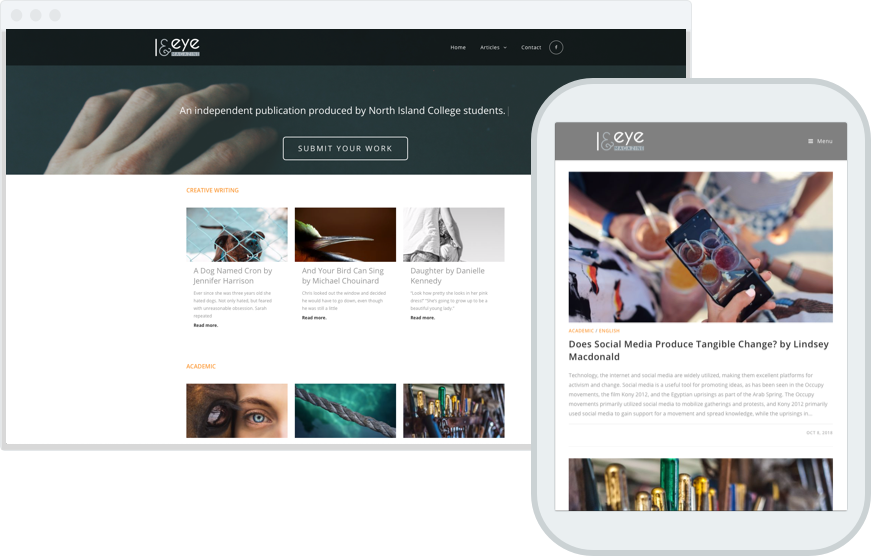 I&eye
MAGAZINE
Home Articles Contact f
An independent publication produced by North Island College students.
SUBMIT YOUR WORK
CREATIVE WRITING
A Dog Named Cron by
Jennifer Harrison
Ever since she was three years old she
hated dogs. Not only hated, but feared
with unreasonable obsession. Sarah
repeated
Read more.
And Your Bird Can Sing
by Michael Chouinard
Chris looked out the window and decided
he would have to go down, even though
he was still a little
Read more.
Daughter by Danielle
Kennedy
"Look how pretty she looks in her pink
dress!" "She's going to grow up to be a
beautiful young lady."
Read more.
ACADEMIC
I&eye
MAGAZINE
Menu
ACADEMIC / ENGLISH
Does Social Media Produce Tangible Change? by Lindsey
Macdonald
Technology, the internet and social media are widely utilized, making them excellent platforms for
activism and change. Social media is a useful tool for promoting ideas, as has been seen in the Occupy
movements, the film Kony 2012, and the Egyptian uprisings as part of the Arab Spring. The Occupy
movements primarily utilized social media to mobilize gatherings and protests, and Kony 2012 primarily
used social media to gain support for a movement and spread knowledge, while the uprisings in...
OCT 8, 2016